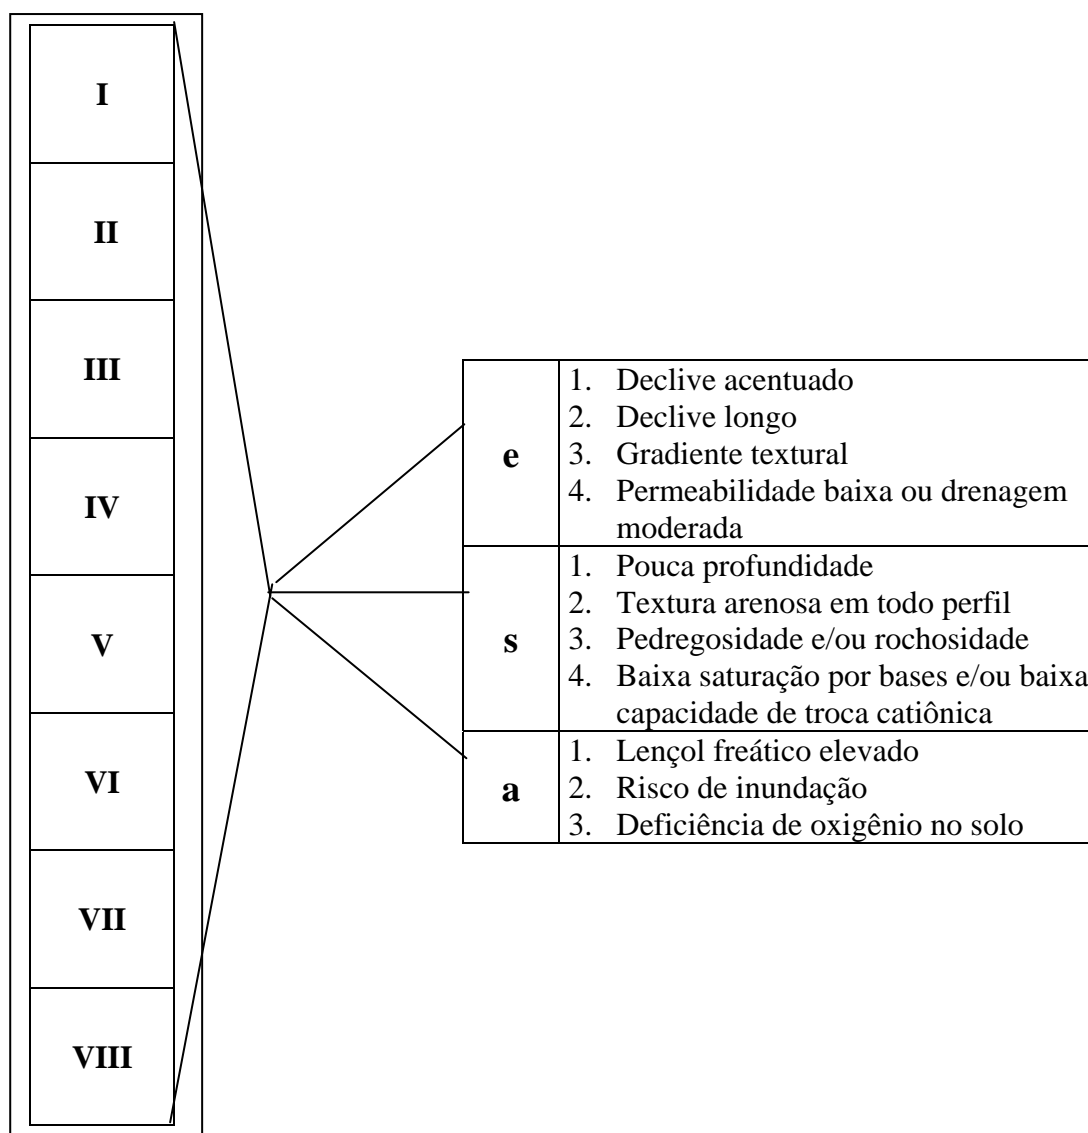 I
II
III
IV
V
VI
VII
VIII
e
1. Declive acentuado
2. Declive longo
3. Gradiente textural
4. Permeabilidade baixa ou drenagem
moderada
s
1. Pouca profundidade
2. Textura arenosa em todo perfil
3. Pedregosidade e/ou rochosidade
4. Baixa saturação por bases e/ou baixa
capacidade de troca catiônica
a
1. Lençol freático elevado
2. Risco de inundação
3. Deficiência de oxigênio no solo